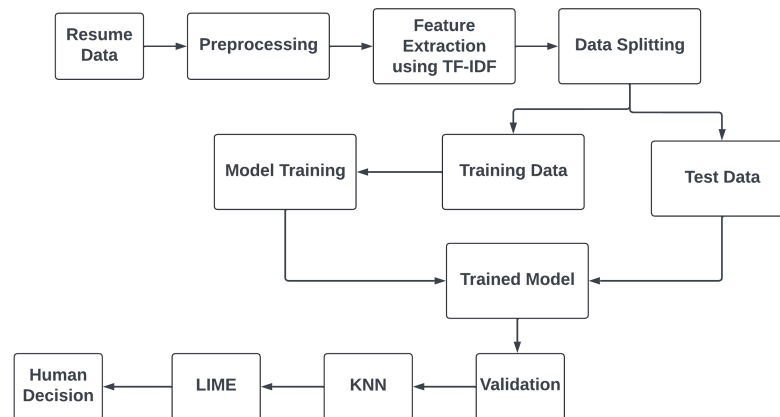 Resume
Data
Preprocessing
Feature
Extraction
using TF-IDF
Data Splitting
Model Training
Training Data
Test Data
Trained Model
Human
Decision
LIME
KNN
Validation